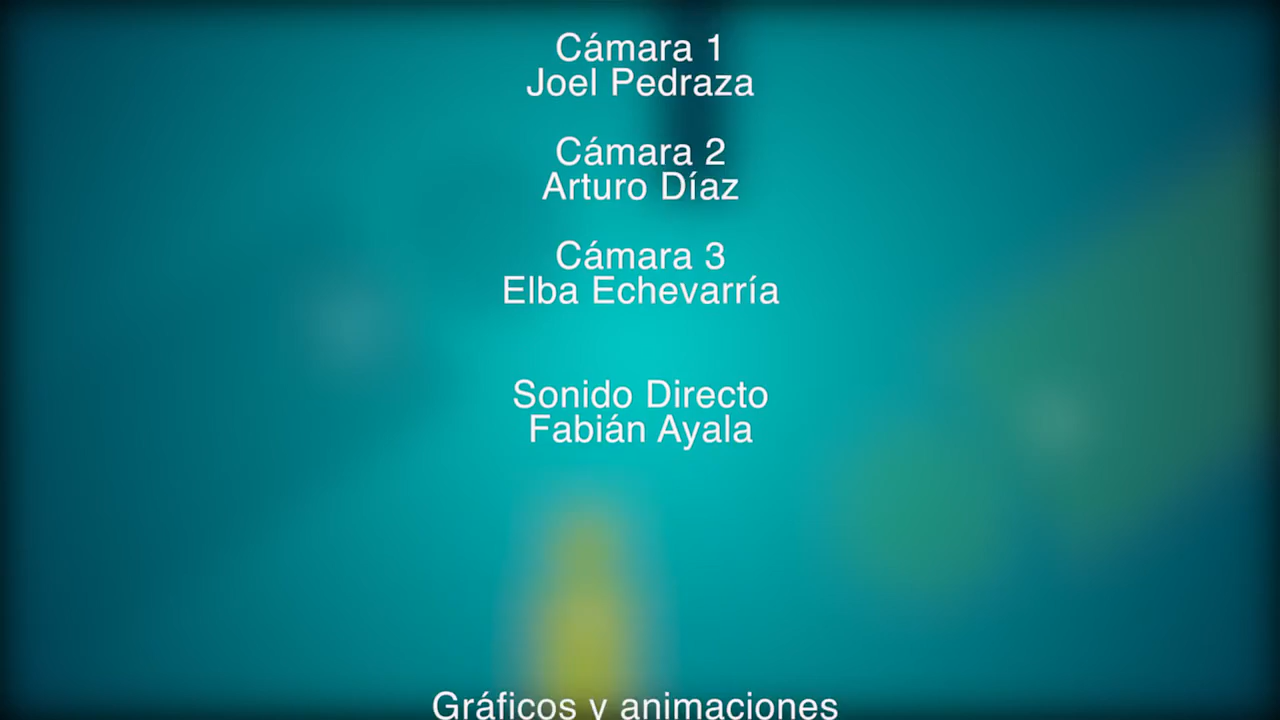 Cámara 1
Joel Pedraza
Cámara 2
Arturo Díaz
Cámara 3
Elba Echevarría
Sonido Directo
Fabián Ayala
Gráficos y animaciones